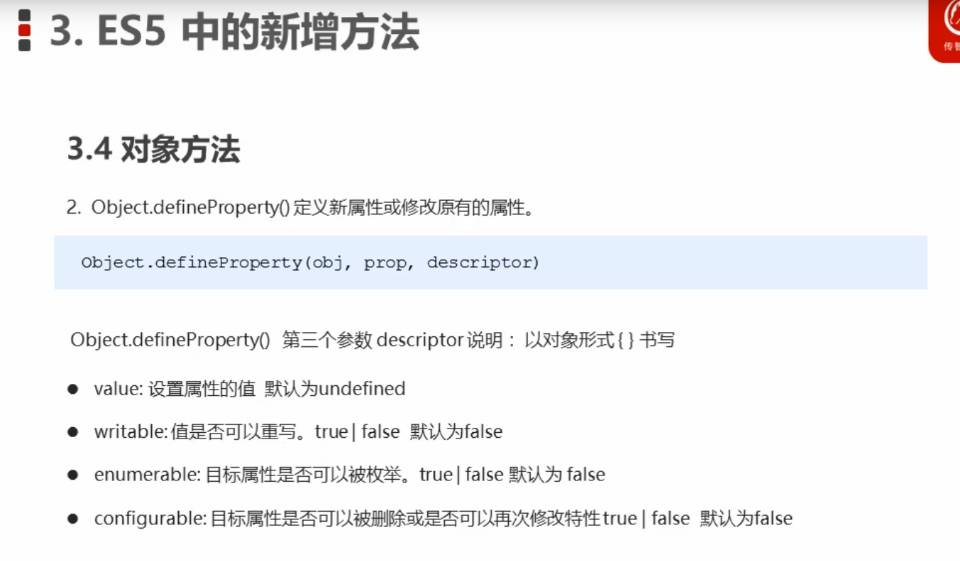 3. ES5 中的新增方法
传智
3.4 对象方法
2. Object.defineProperty() 定义新属性或修改原有的属性。
Object.defineProperty(obj, prop, descriptor)
Object.defineProperty() 第三个参数 descriptor 说明： 以对象形式 { } 书写
● value: 设置属性的值 默认为undefined
● writable: 值是否可以重写。true | false 默认为false
● enumerable: 目标属性是否可以被枚举。true | false 默认为 false
● configurable: 目标属性是否可以被删除或是否可以再次修改特性 true | false 默认为false